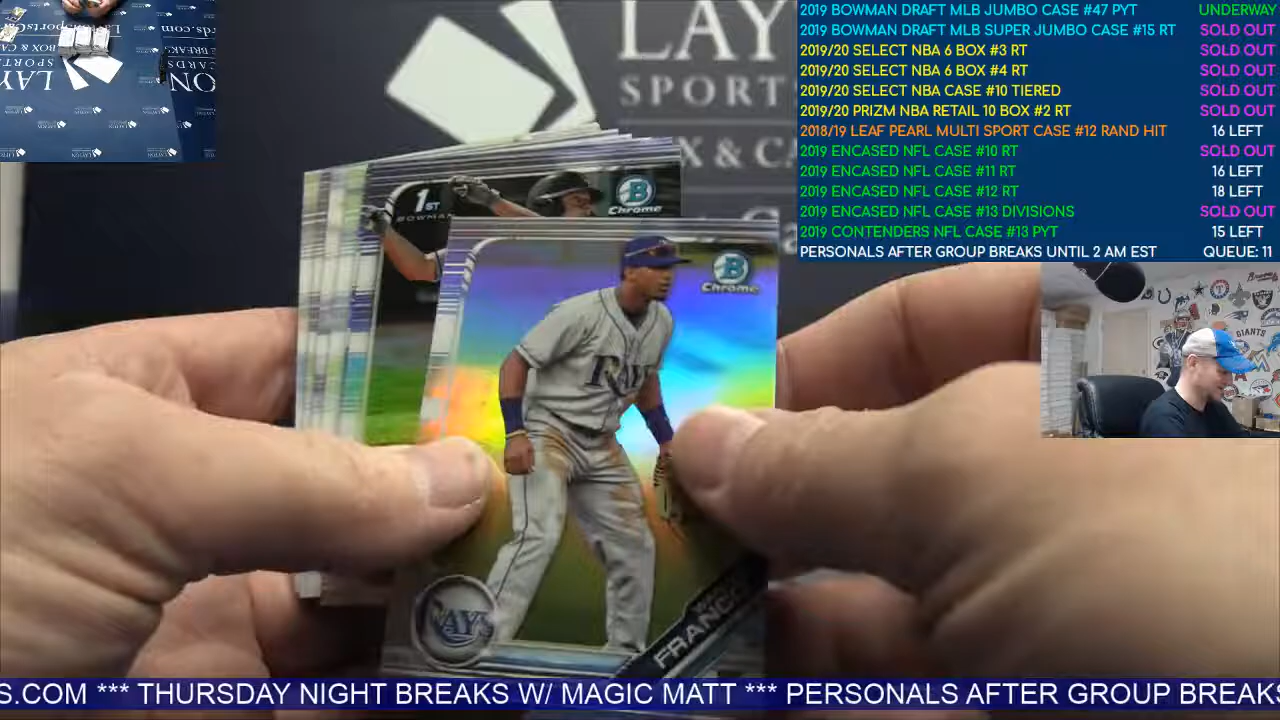 2019 BOWMAN DRAFT MLB JUMBO CASE #47 PYT UNDERWAY
2019 BOWMAN DRAFT MLB SUPER JUMBO CASE #15 RT SOLD OUT
2019/20 SELECT NBA 6 BOX #3 RT SOLD OUT
2019/20 SELECT NBA 6 BOX #4 RT SOLD OUT
2019/20 SELECT NBA CASE #10 TIERED SOLD OUT
2019/20 PRIZM NBA RETAIL 10 BOX #2 RT SOLD OUT
2018/19 LEAF PEARL MULTI SPORT CASE #12 RAND HIT 16 LEFT
2019 ENCASED NFL CASE #10 RT SOLD OUT
2019 ENCASED NFL CASE #11 RT 16 LEFT
2019 ENCASED NFL CASE #12 RT 18 LEFT
2019 ENCASED NFL CASE #13 DIVISIONS SOLD OUT
2019 CONTENDERS NFL CASE #13 PYT 15 LEFT
PERSONALS AFTER GROUP BREAKS UNTIL 2 AM EST QUEUE: 11
LAY
SPORTS
X & CA
1ST
BOWMAN
B
Chrome
B
Chrome
RAYS
RAYS
FRANCO
GIANTS
S.COM *** THURSDAY NIGHT BREAKS W/ MAGIC MATT *** PERSONALS AFTER GROUP BREAKS